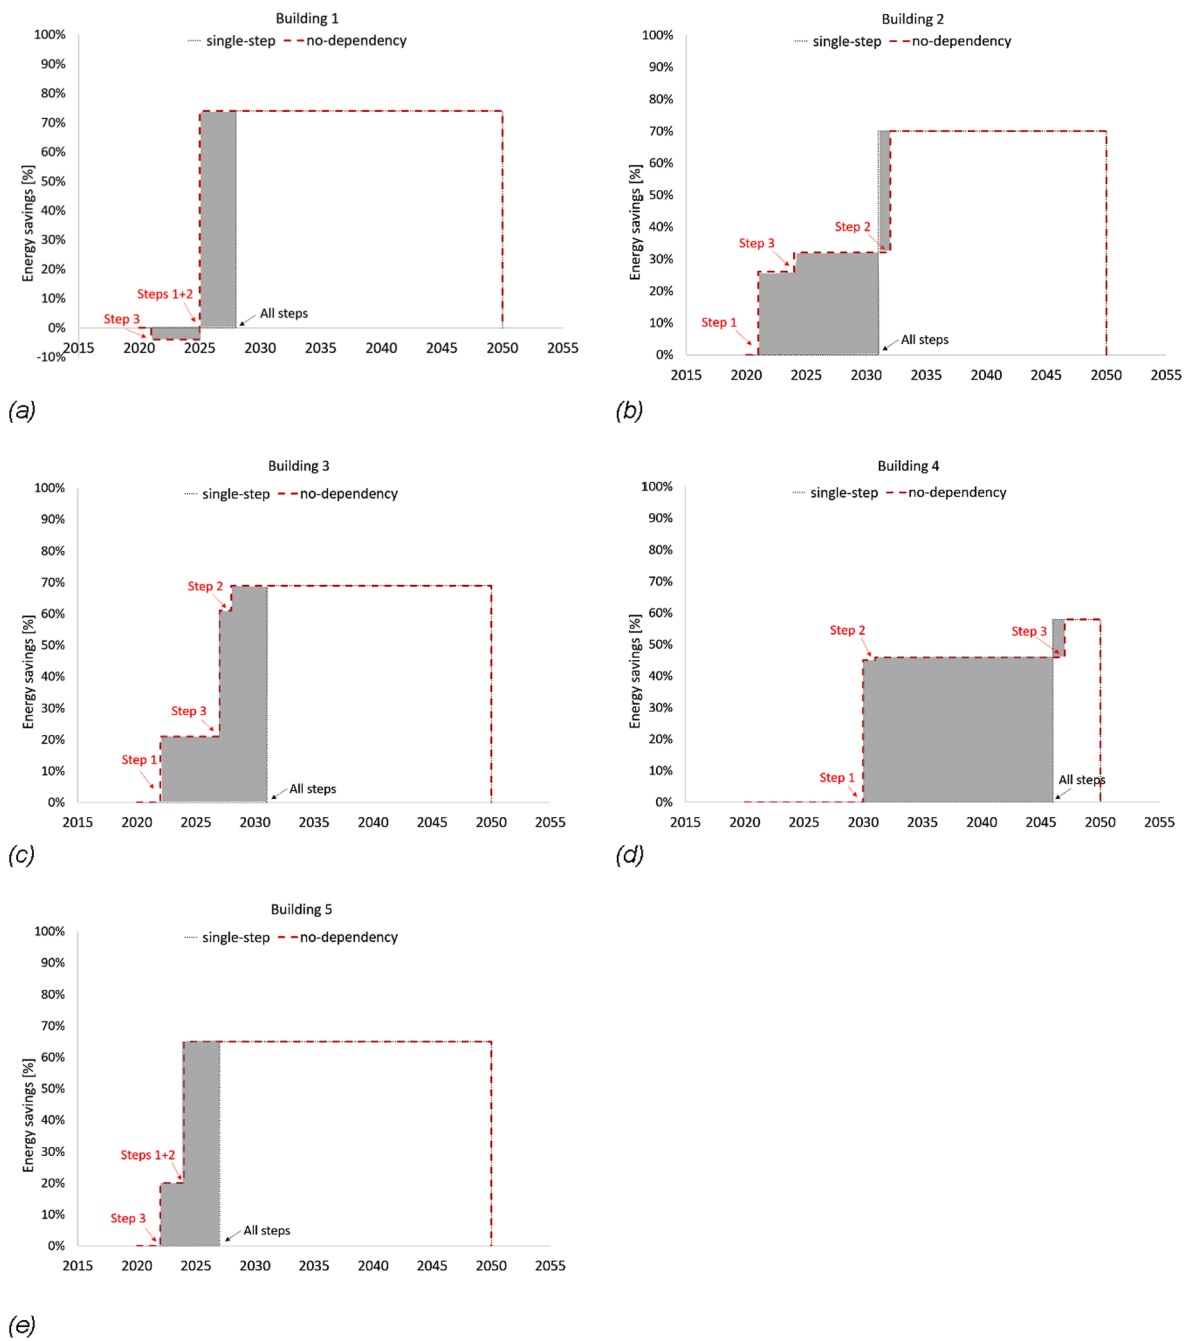 Building 1
single-step no-dependency
100%
90%
80%
70%
60%
50%
40%
30%
20%
10%
0%
-10%
Energy savings [%]
Steps 1+2
Step 3
All steps
2015 2020 2025 2030 2035 2040 2045 2050 2055
(a)
Building 2
single-step no-dependency
100%
90%
80%
70%
60%
50%
40%
30%
20%
10%
0%
Energy savings [%]
Step 2
Step 3
Step 1
All steps
2015 2020 2025 2030 2035 2040 2045 2050 2055
(b)
Building 3
single-step no-dependency
100%
90%
80%
70%
60%
50%
40%
30%
20%
10%
0%
Energy savings [%]
Step 2
Step 3
Step 1
All steps
2015 2020 2025 2030 2035 2040 2045 2050 2055
(c)
Building 4
single-step no-dependency
100%
90%
80%
70%
60%
50%
40%
30%
20%
10%
0%
Energy savings [%]
Step 2
Step 3
Step 1
All steps
2015 2020 2025 2030 2035 2040 2045 2050 2055
(d)
Building 5
single-step no-dependency
100%
90%
80%
70%
60%
50%
40%
30%
20%
10%
0%
Energy savings [%]
Steps 1+2
Step 3
All steps
2015 2020 2025 2030 2035 2040 2045 2050 2055
(e)